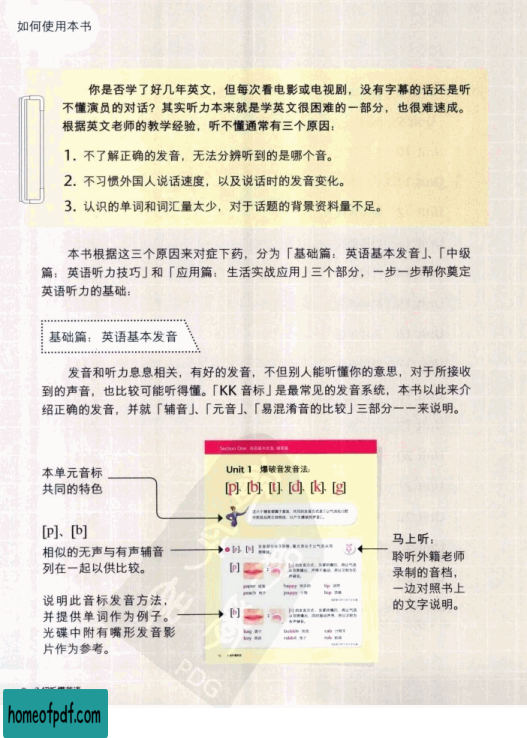 如何使用本书
你是否学了好几年英文，但每次看电影或电视剧，没有字幕的话还是听
不懂演员的对话？其实听力本来就是学英文很困难的一部分，也很难速成。
根据英文老师的教学经验，听不懂通常有三个原因：
1. 不了解正确的发音，无法分辨听到的是哪个音。
2. 不习惯外国人说话速度，以及说话时的发音变化。
3. 认识的单词和词汇量太少，对于话题的背景资料量不足。
本书根据这三个原因来对症下药，分为「基础篇：英语基本发音」、「中级
篇：英语听力技巧」和「应用篇：生活实战应用」三个部分，一步一步帮你奠定
英语听力的基础：
基础篇：英语基本发音
发音和听力息息相关，有好的发音，不但别人能听懂你的意思，对于所接收
到的声音，也比较可能听得懂。「KK 音标」是最常见的发音系统，本书以此来介
绍正确的发音，并就「辅音」、「元音」、「易混淆音的比较」三部分一一来说明。
Section One
Unit 1 爆破音发音法：
[p]、[b]、[t]、[d]、[k]、[g]
本单元音标
共同的特色
[p]、[b]
相似的无声与有声辅音
列在一起以供比较。
说明此音标发音方法，
并提供单词作为例子。
光碟中附有嘴形发音影
片作为参考。
[p]、[b]
[p]
[b]
马上听：
聆听外籍老师
录制的音档，
一边对照书上
的文字说明。
PDG
homeofpdf.com